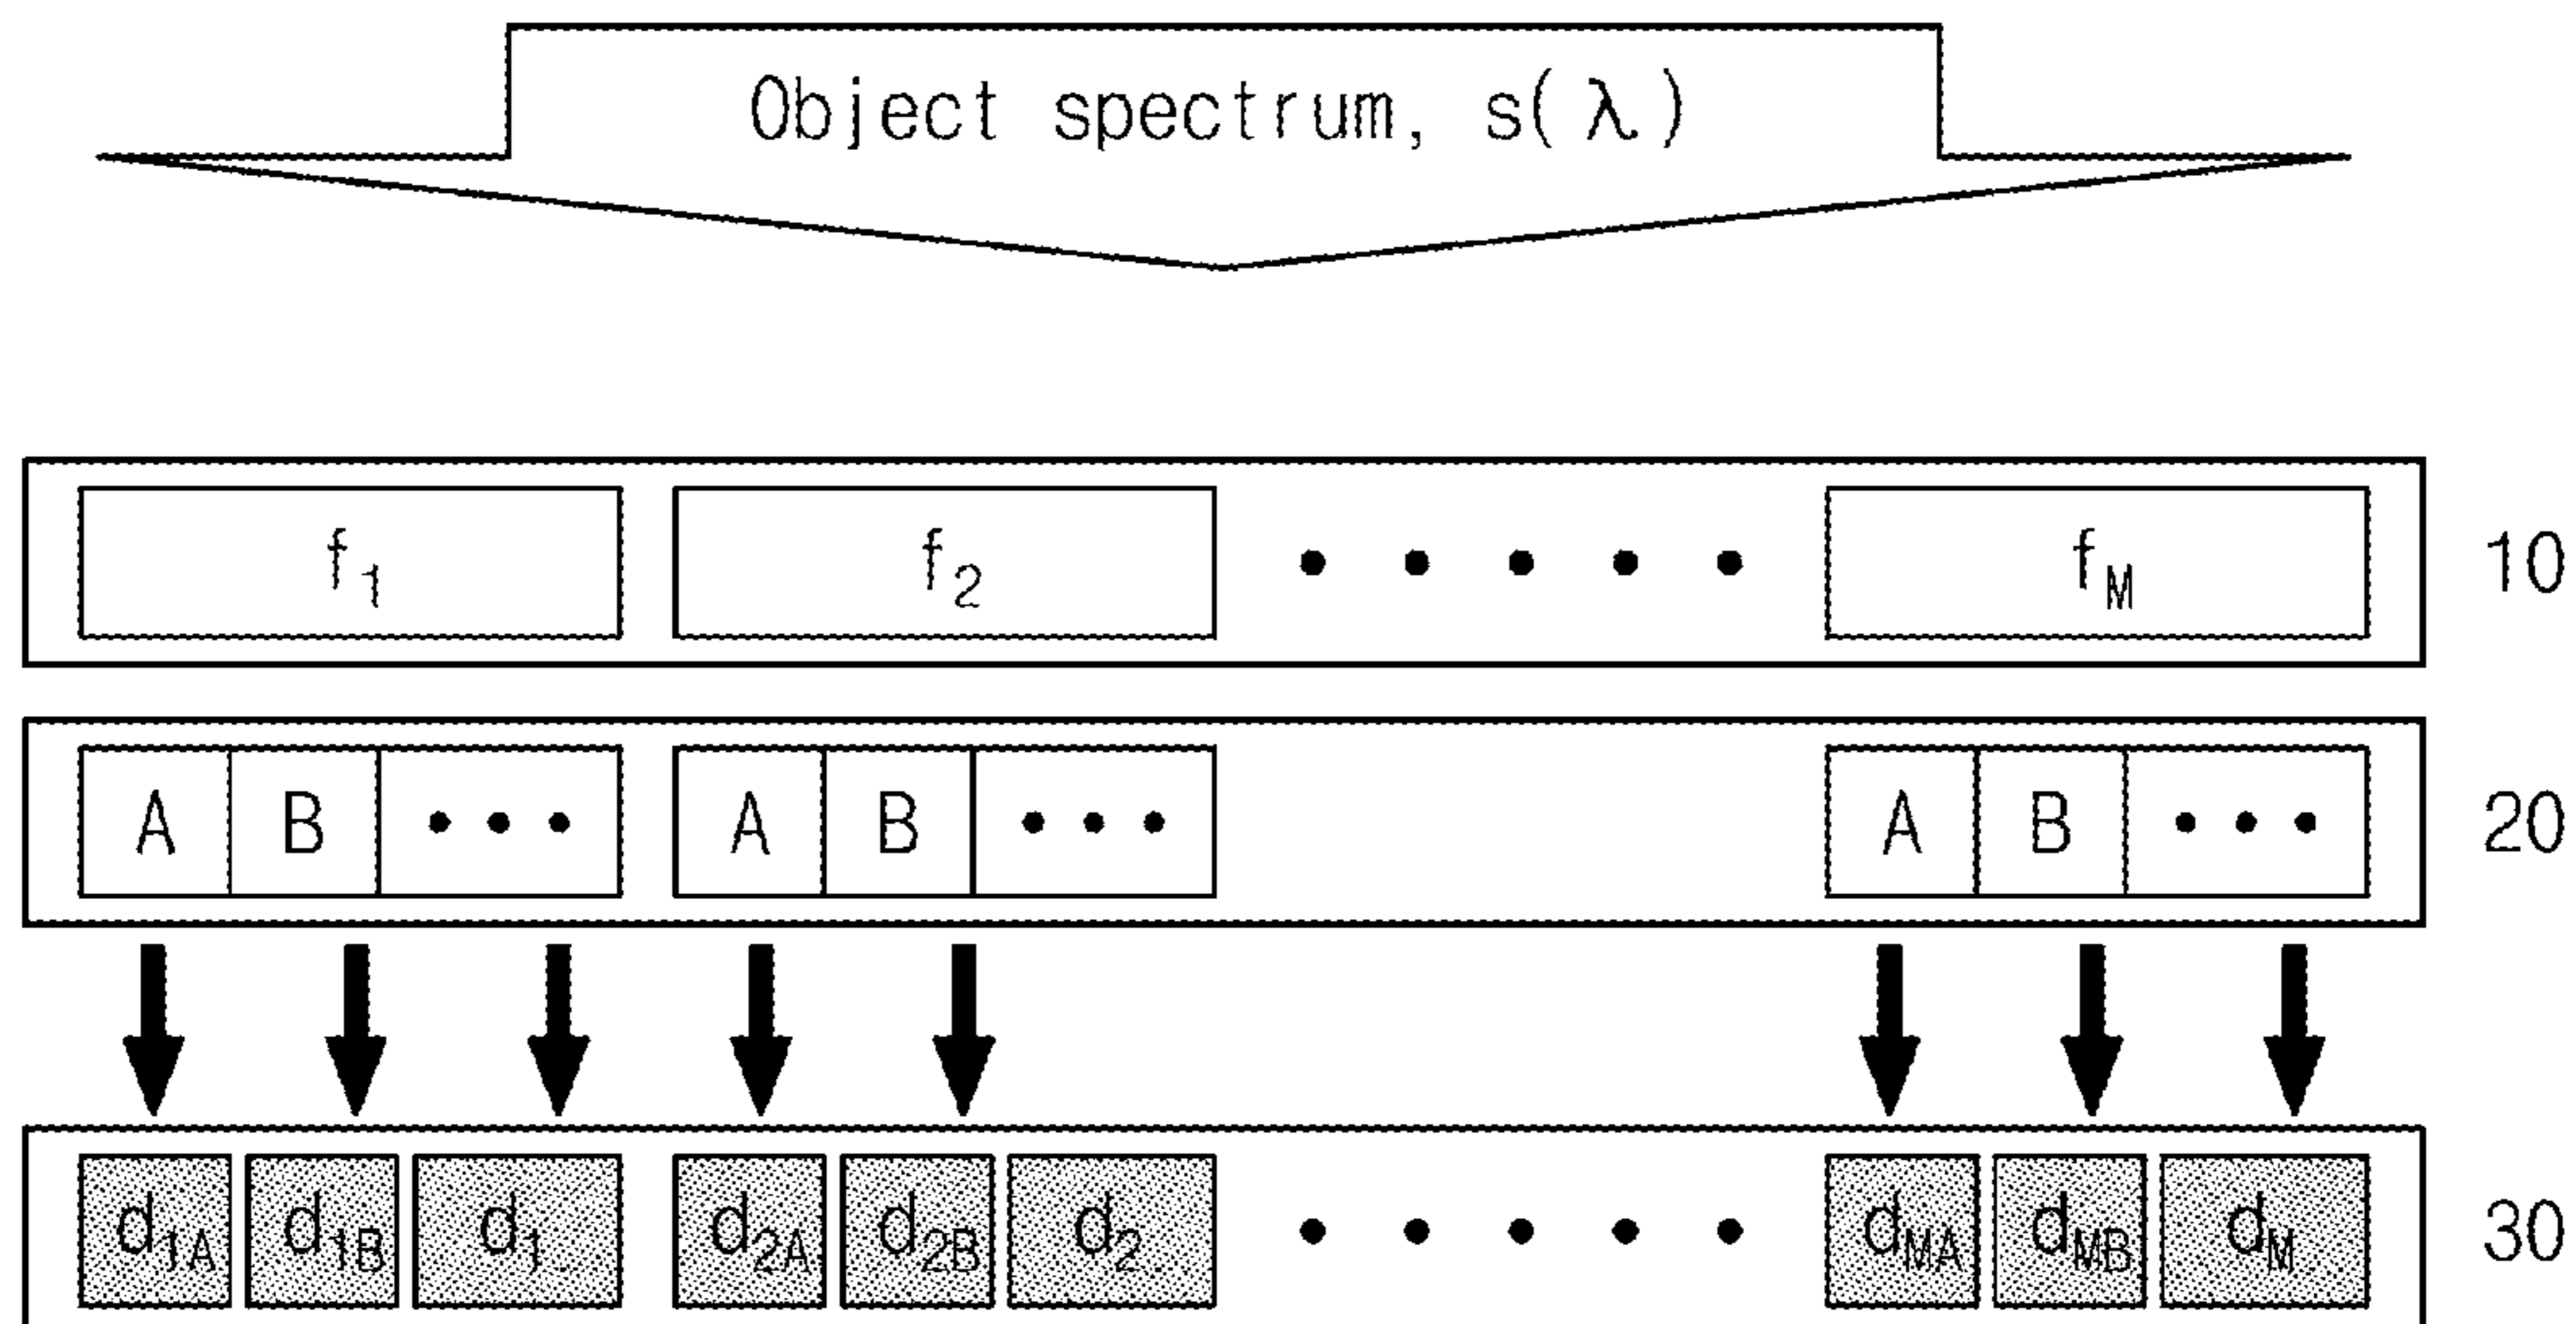 Object spectrum, s(λ)
f1 f2 • • • • • fM 10
A B • • • A B • • • A B • • • 20
d1A d1B d1... d2A d2B d2... • • • • • dMA dMB dM... 30